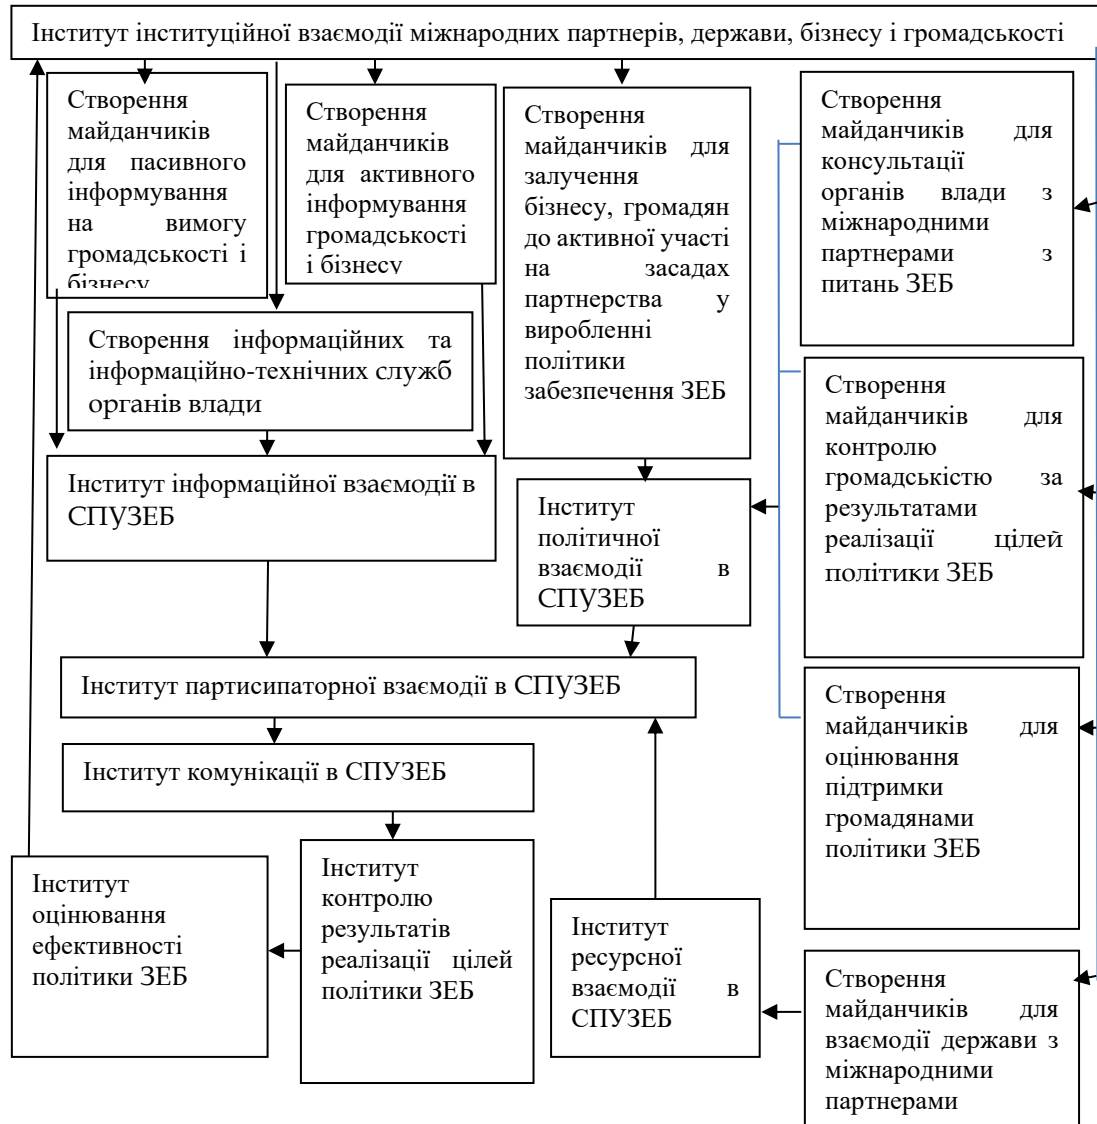 Інститут інституційної взаємодії міжнародних партнерів, держави, бізнесу і громадськості
Створення
майданчиків
для пасивного
інформування
на вимогу
громадськості і
бізнесу
Створення
майданчиків
для активного
інформування
громадськості
і бізнесу
Створення
майданчиків для
залучення
бізнесу, громадян
до активної участі
на засадах
партнерства у
виробленні
політики
забезпечення ЗЕБ
Створення
майданчиків для
консультації
органів влади з
міжнародними
партнерами з
питань ЗЕБ
Створення інформаційних та
інформаційно-технічних служб
органів влади
Створення
майданчиків для
контролю
громадськістю за
результатами
реалізації цілей
політики ЗЕБ
Інститут інформаційної взаємодії в
СПУЗЕБ
Інститут
політичної
взаємодії в
СПУЗЕБ
Інститут партисипаторної взаємодії в СПУЗЕБ
Створення
майданчиків для
оцінювання
підтримки
громадянами
політики ЗЕБ
Інститут комунікації в СПУЗЕБ
Інститут
оцінювання
ефективності
політики ЗЕБ
Інститут
контролю
результатів
реалізації цілей
політики ЗЕБ
Інститут
ресурсної
взаємодії в
СПУЗЕБ
Створення
майданчиків для
взаємодії держави з
міжнародними
партнерами